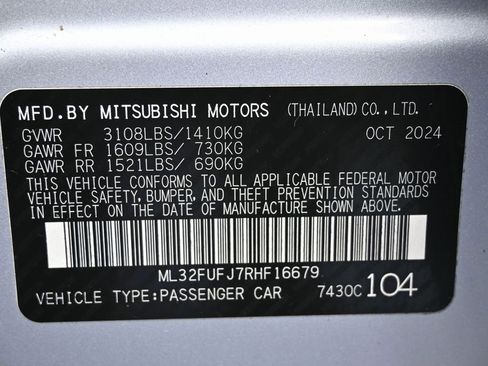 MFD.BY MITSUBISHI MOTORS (THAILAND) CO., LTD.
GVWR 3108LBS/1410KG OCT 2024
GAWR FR 1609LBS/ 730KG
GAWR RR 1521LBS/ 690KG
THIS VEHICLE CONFORMS TO ALL APPLICABLE FEDERAL MOTOR
VEHICLE SAFETY, BUMPER, AND THEFT PREVENTION STANDARDS
IN EFFECT ON THE DATE OF MANUFACTURE SHOWN ABOVE.
ML32FUFJ7RHF16679
VEHICLE TYPE:PASSENGER CAR 7430C 104